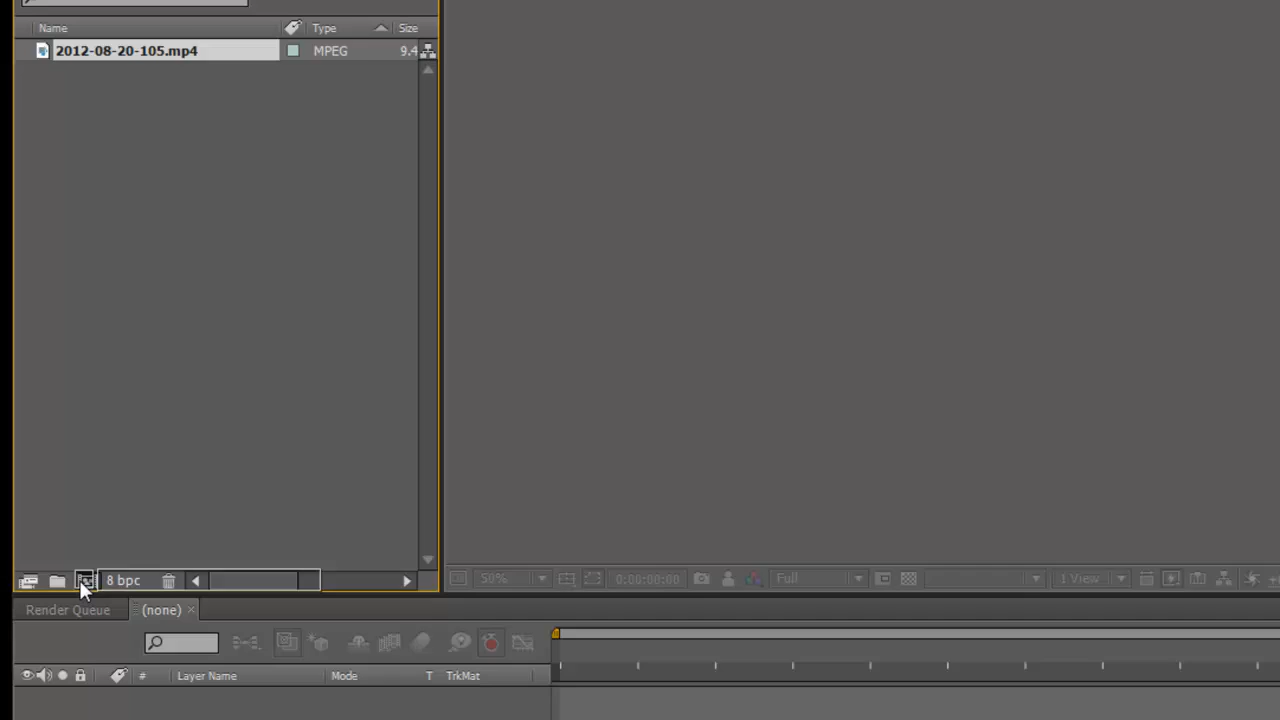 Name Type Size
2012-08-20-105.mp4 MPEG 9.4
8 bpc
50% 0:00:00:00 Full 1 View
Render Queue (none) ×
# Layer Name Mode T TrkMat